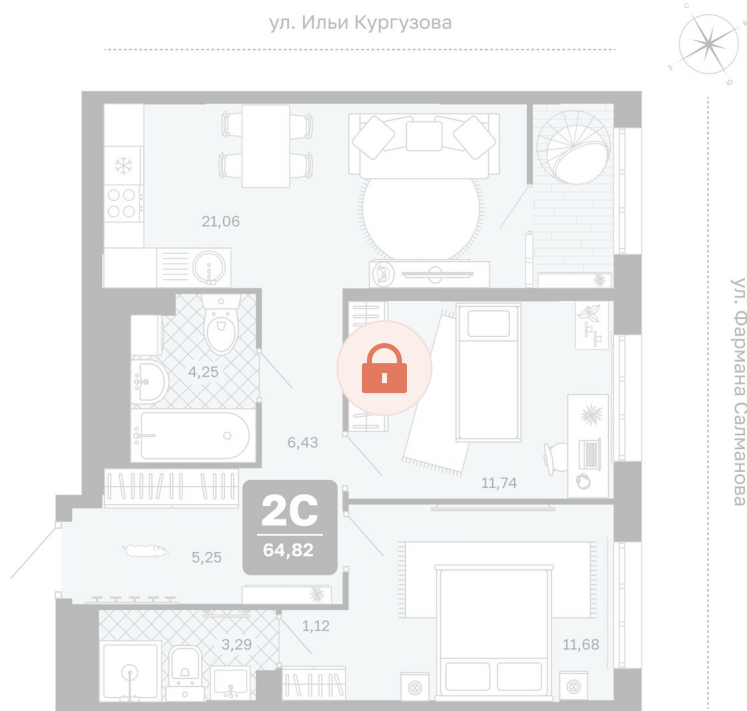 ул. Ильи Кургузова
С
В
З
Ю
21,06
4,25
6,43
11,74
ул. Фармана Салманова
2С
64,82
5,25
1,12
3,29
11,68